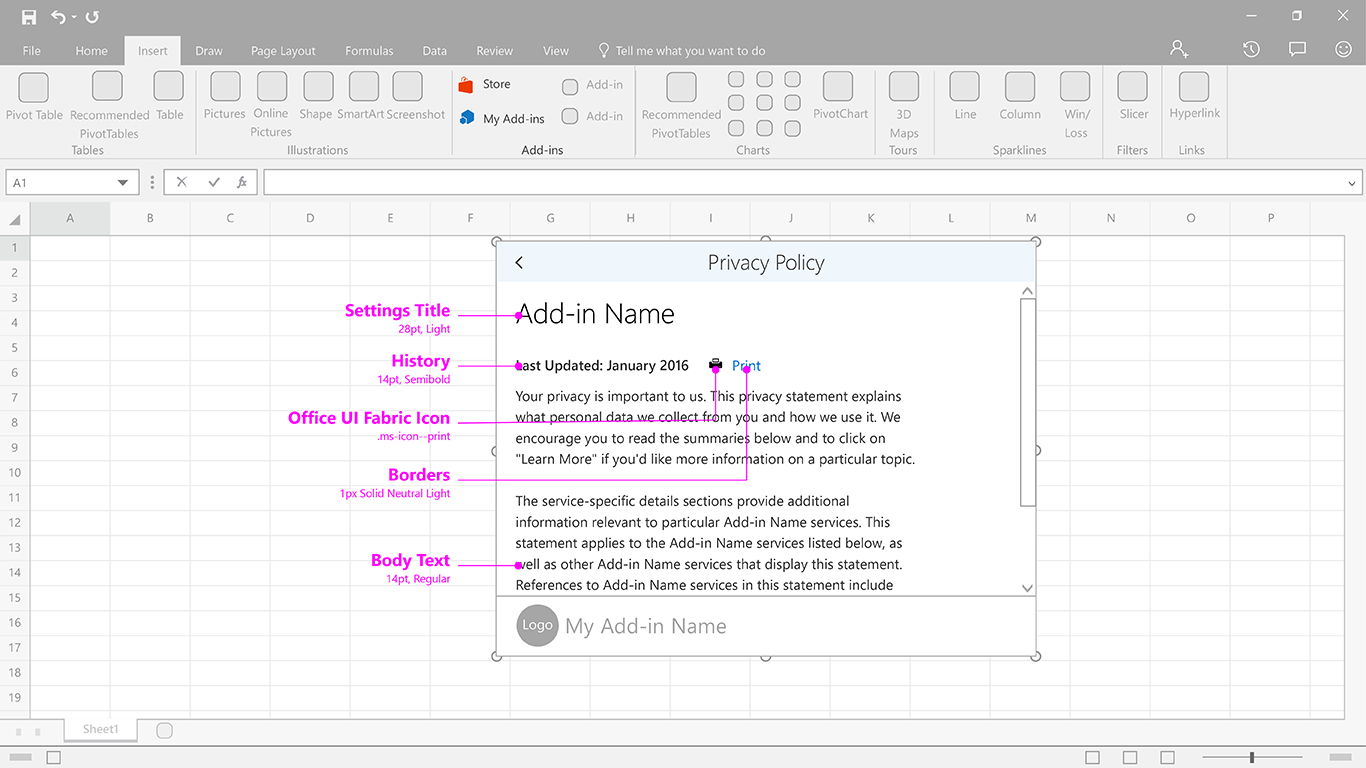 File Home Insert Draw Page Layout Formulas Data Review View Tell me what you want to do
Pivot Table Recommended PivotTables Table
Tables
Pictures Online Pictures Shape SmartArt Screenshot
Illustrations
Store Add-in
My Add-ins Add-in
Add-ins
Recommended PivotTables PivotChart
Charts
3D Maps
Tours
Line Column Win/Loss
Sparklines
Slicer
Filters
Hyperlink
Links
A1 fx
A B C D E F G H I J K L M N O P
1
2
3
4
5
6
7
8
9
10
11
12
13
14
15
16
17
18
19
Settings Title
28pt, Light
History
14pt, Semibold
Office UI Fabric Icon
.ms-icon--print
Borders
1px Solid Neutral Light
Body Text
14pt, Regular
Privacy Policy
Add-in Name
Last Updated: January 2016 Print
Your privacy is important to us. This privacy statement explains
what personal data we collect from you and how we use it. We
encourage you to read the summaries below and to click on
"Learn More" if you'd like more information on a particular topic.
The service-specific details sections provide additional
information relevant to particular Add-in Name services. This
statement applies to the Add-in Name services listed below, as
well as other Add-in Name services that display this statement.
References to Add-in Name services in this statement include
Logo My Add-in Name
Sheet1